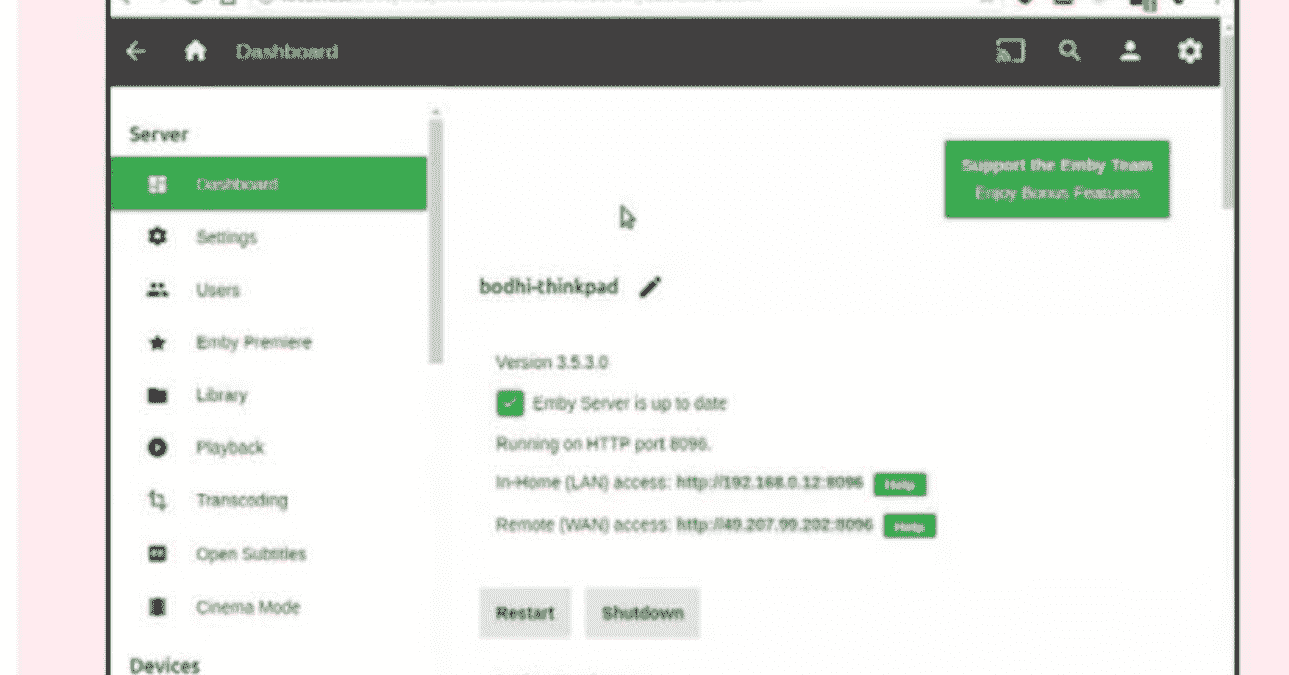 Dashboard
Server
Dashboard
Settings
Users
Emby Premiere
Library
Playback
Transcoding
Open Subtitles
Cinema Mode
Devices
Support the Emby Team
Enjoy Bonus Features
bodhi-thinkpad
Version 3.5.3.0
Emby Server is up to date
Running on HTTP port 8096.
In-Home (LAN) access: http://192.168.0.12:8096 Help
Remote (WAN) access: http://49.207.99.202:8096 Help
Restart Shutdown